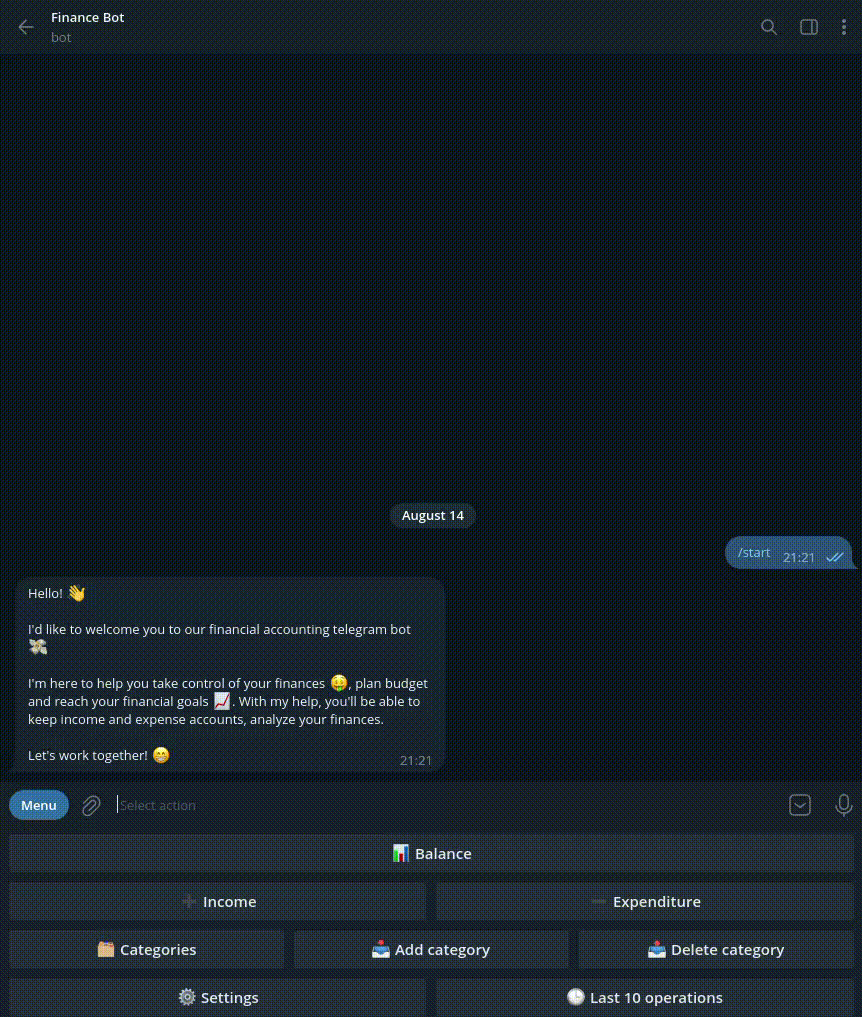 Finance Bot
bot
August 14
/start 21:21
Hello! 👋
I'd like to welcome you to our financial accounting telegram bot
💸
I'm here to help you take control of your finances 🤑, plan budget
and reach your financial goals 📈. With my help, you'll be able to
keep income and expense accounts, analyze your finances.
Let's work together! 😁
21:21
Menu
Select action
📊 Balance
➕ Income
➖ Expenditure
🗂 Categories
📥 Add category
📤 Delete category
⚙️ Settings
🕒 Last 10 operations